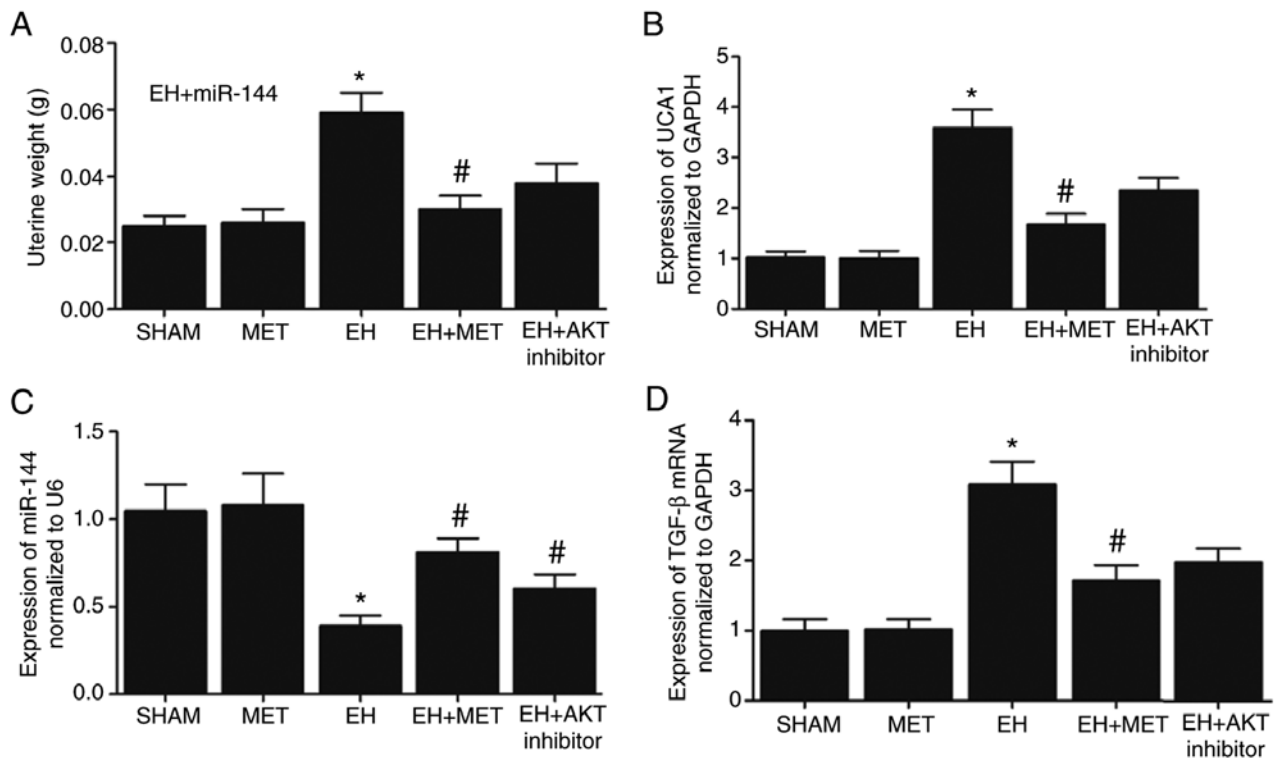 A
Uterine weight (g)
0.08
0.06
0.04
0.02
0.00
EH+miR-144
*
#
SHAM MET EH EH+MET EH+AKT
inhibitor
B
Expression of UCA1
normalized to GAPDH
5
4
3
2
1
0
*
#
SHAM MET EH EH+MET EH+AKT
inhibitor
C
Expression of miR-144
normalized to U6
1.5
1.0
0.5
0.0
*
#
#
SHAM MET EH EH+MET EH+AKT
inhibitor
D
Expression of TGF-β mRNA
normalized to GAPDH
4
3
2
1
0
*
#
SHAM MET EH EH+MET EH+AKT
inhibitor